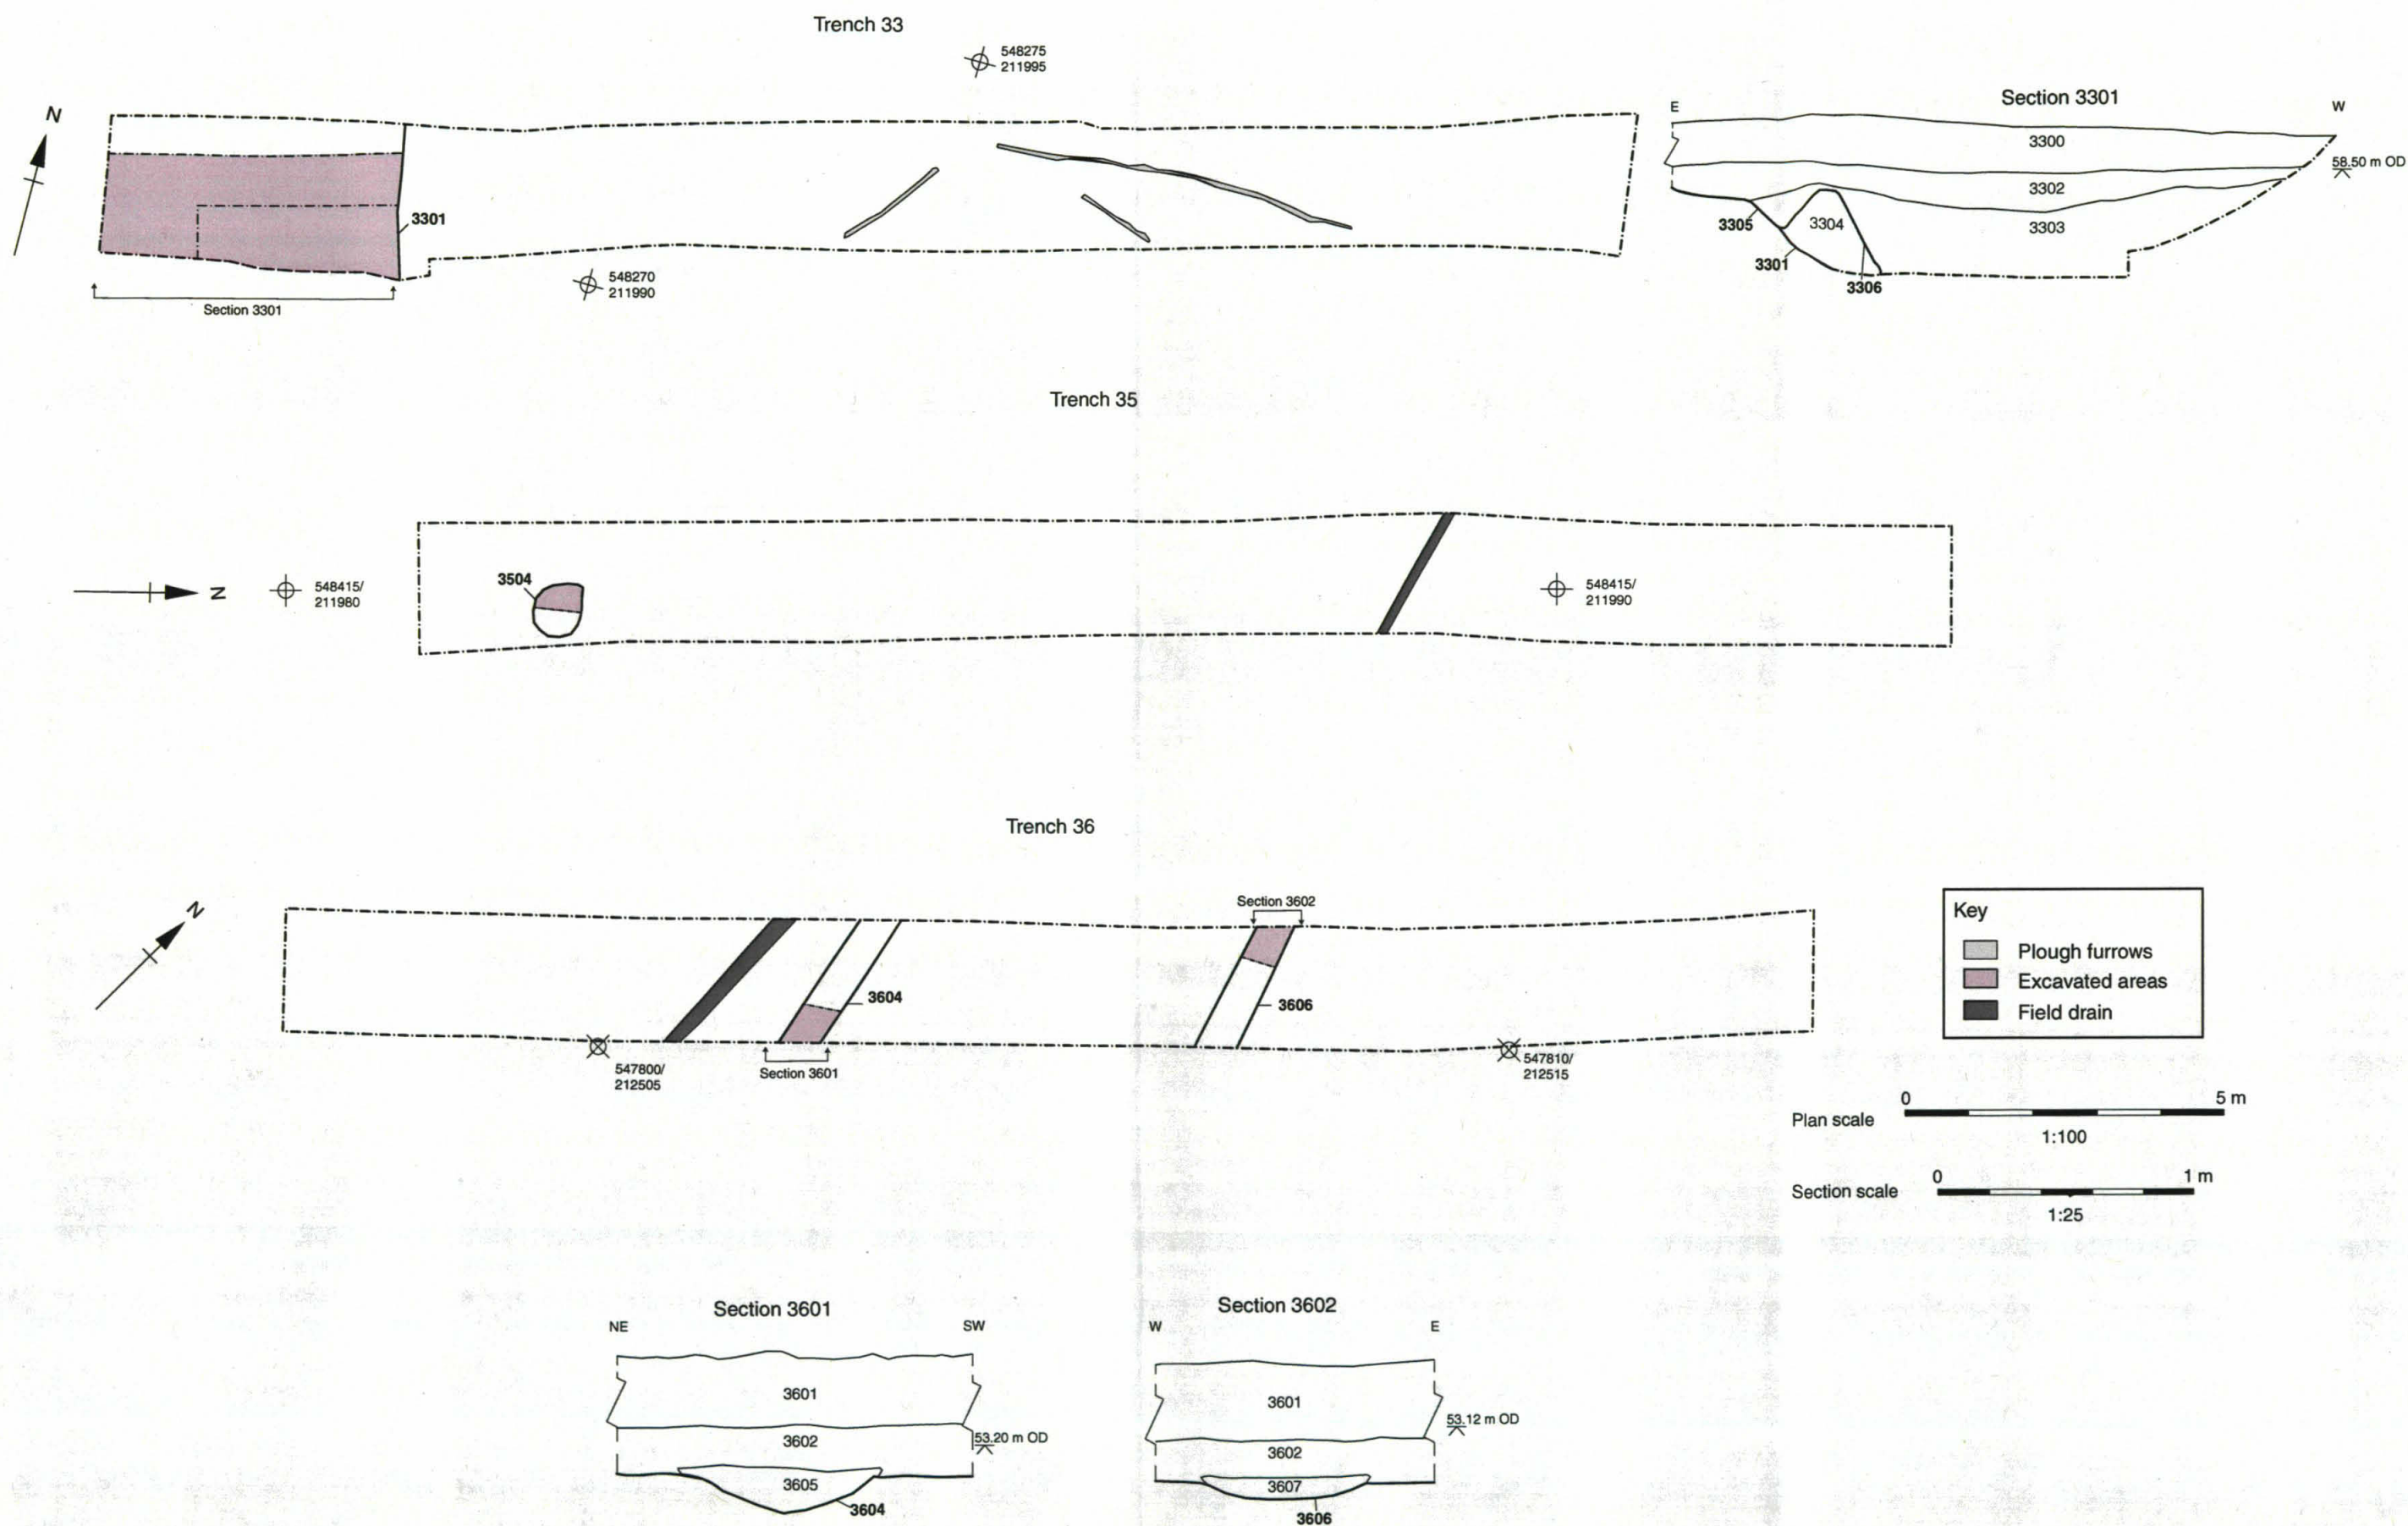 Trench 33
548275
211995
N
3301
Section 3301
548270
211990
Section 3301
E
W
3300
58.50 m OD
3302
3305
3304
3303
3301
3306
Trench 35
N
548415/
211980
3504
548415/
211990
Trench 36
N
Section 3602
3604
3606
Section 3601
547800/
212505
547810/
212515
Key
Plough furrows
Excavated areas
Field drain
0 5 m
Plan scale
1:100
0 1 m
Section scale
1:25
Section 3601
NE SW
3601
3602
53.20 m OD
3605
3604
Section 3602
W E
3601
53.12 m OD
3602
3607
3606